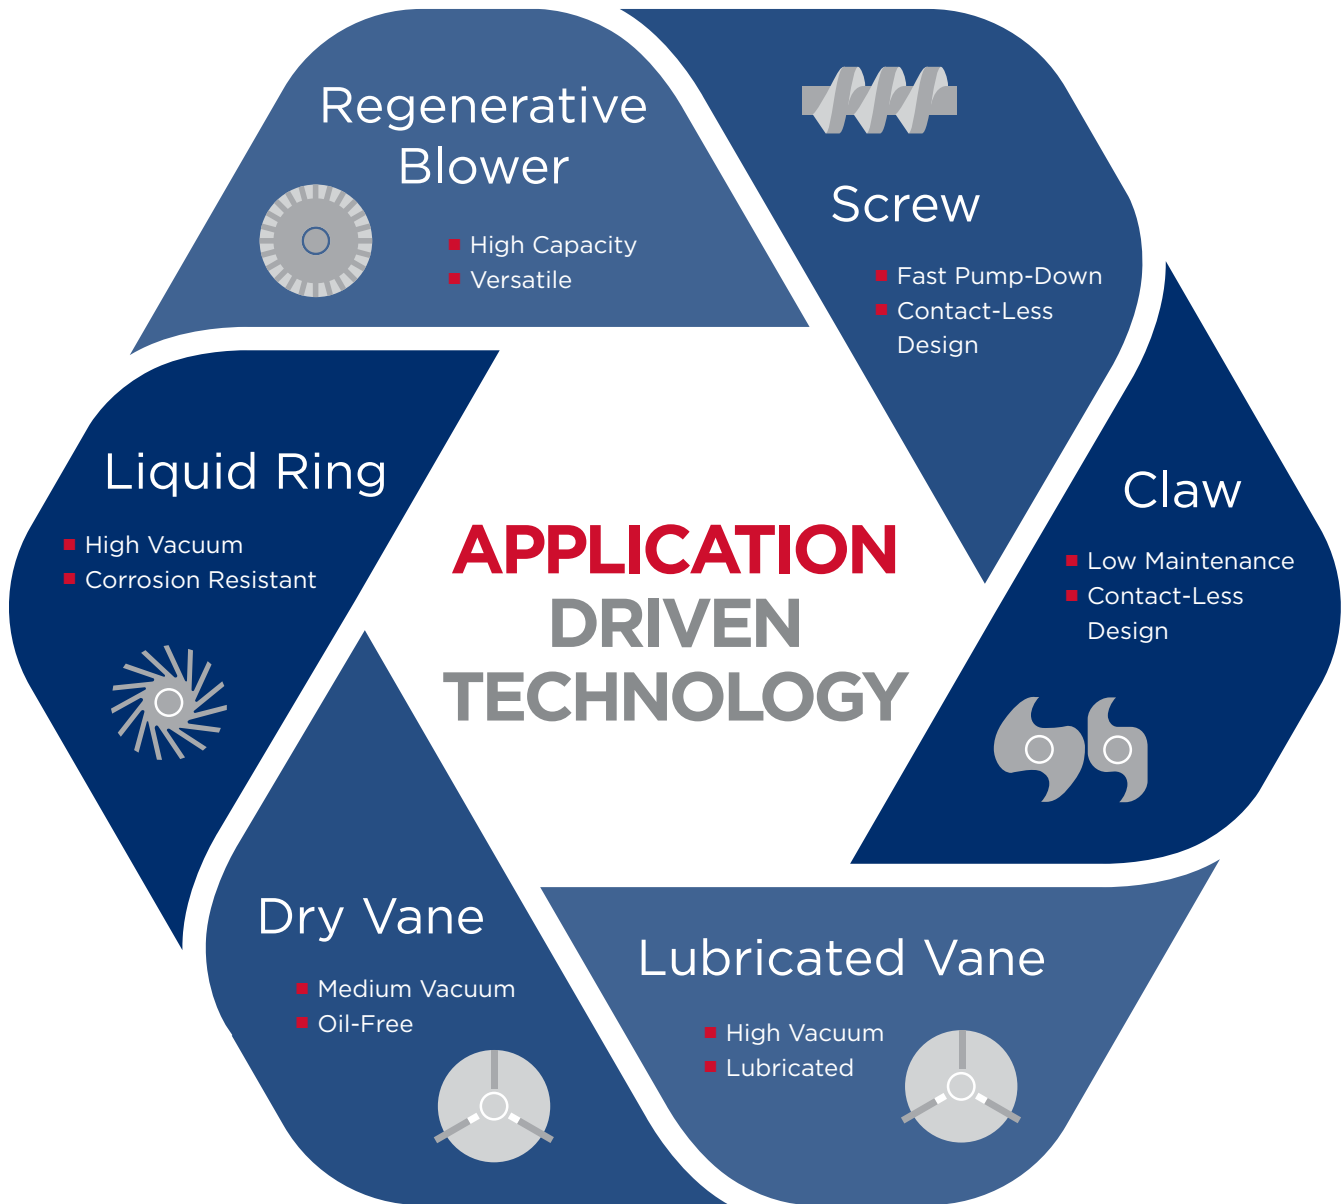 Regenerative
Blower
■ High Capacity
■ Versatile
Screw
■ Fast Pump-Down
■ Contact-Less
Design
Claw
■ Low Maintenance
■ Contact-Less
Design
Liquid Ring
■ High Vacuum
■ Corrosion Resistant
APPLICATION
DRIVEN
TECHNOLOGY
Dry Vane
■ Medium Vacuum
■ Oil-Free
Lubricated Vane
■ High Vacuum
■ Lubricated